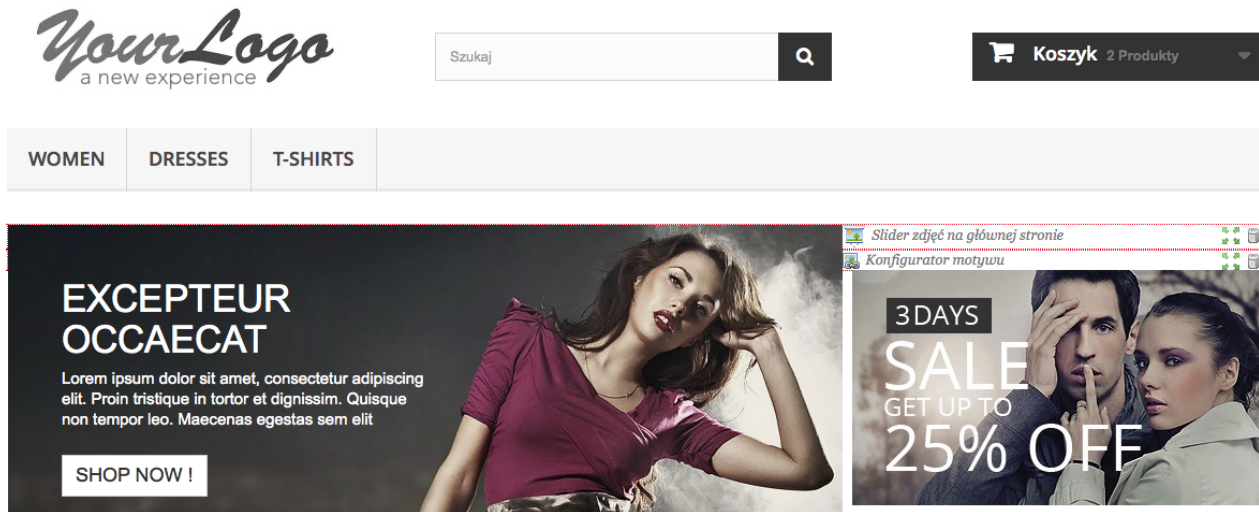 YourLogo
a new experience
Szukaj
Koszyk 2 Produkty
WOMEN
DRESSES
T-SHIRTS
Slider zdjęć na głównej stronie
Konfigurator motywu
EXCEPTEUR
OCCAECAT
Lorem ipsum dolor sit amet, consectetur adipiscing
elit. Proin tristique in tortor et dignissim. Quisque
non tempor leo. Maecenas egestas sem elit
SHOP NOW !
3 DAYS
SALE
GET UP TO
25% OFF